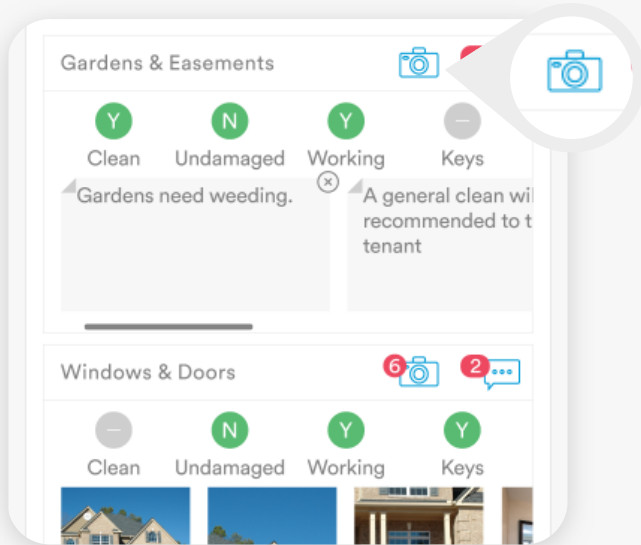 Gardens & Easements
Y N Y –
Clean Undamaged Working Keys
Gardens need weeding.
A general clean wil
recommended to t
tenant
Windows & Doors
6 2
– N Y Y
Clean Undamaged Working Keys